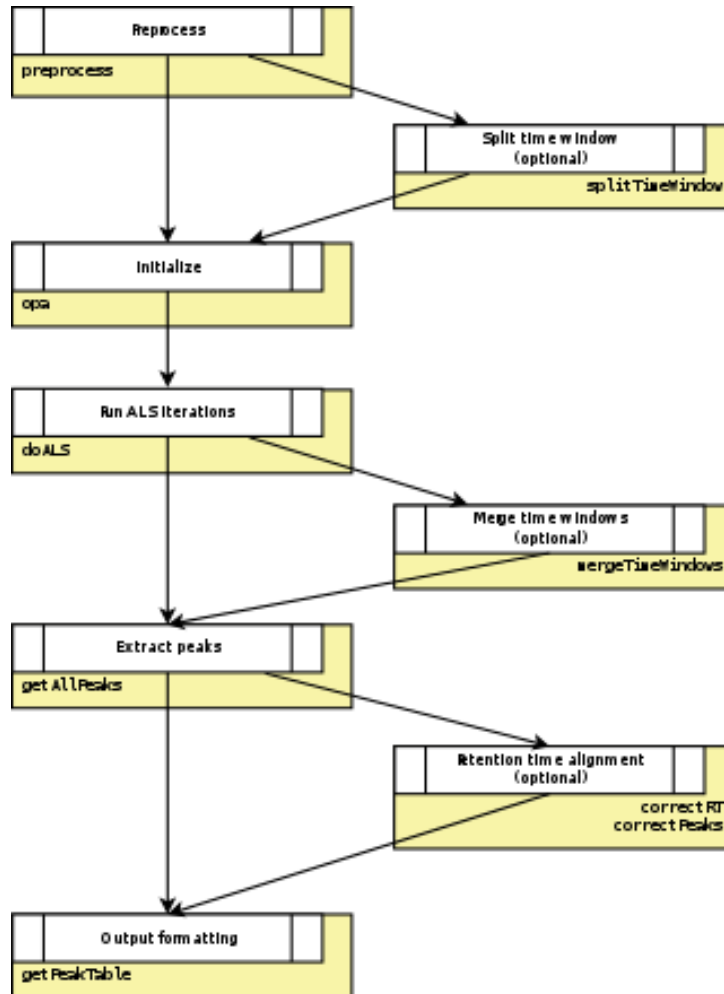 Preprocess
preprocess
Split time window
(optional)
splitTimeWindow
Initialize
opa
Run ALS iterations
doALS
Merge time windows
(optional)
mergeTimeWindows
Extract peaks
getAllPeaks
Retention time alignment
(optional)
correctRT
correctPeaks
Output formatting
getPeakTable